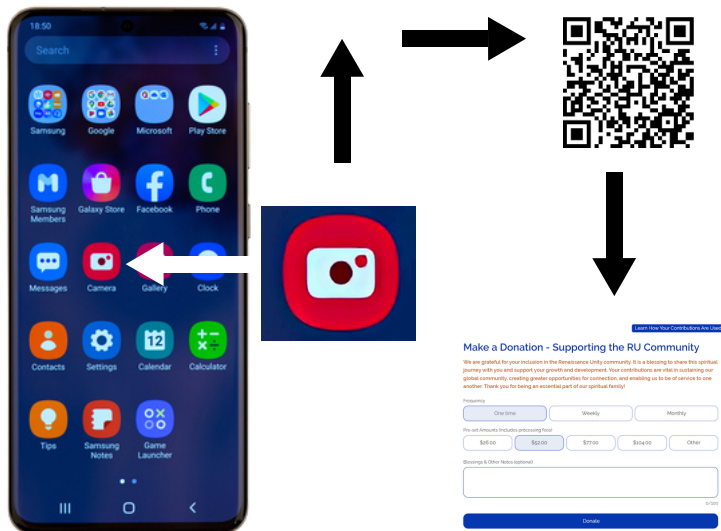 18:50
Search
Samsung Google Microsoft Play Store
Samsung Members Galaxy Store Facebook Phone
Messages Camera Gallery Clock
12
Contacts Settings Calendar Calculator
Tips Samsung Notes Game Launcher
Learn How Your Contributions Are Used
Make a Donation - Supporting the RU Community
We are grateful for your inclusion in the Renaissance Unity community. It is a blessing to share this spiritual
journey with you and support your growth and development. Your contributions are vital in sustaining our
global community, creating greater opportunities for connection, and enabling us to be of service to one
another. Thank you for being an essential part of our spiritual family!
Frequency
One time Weekly Monthly
Pre-set Amounts (includes processing fees)
$26.00 $52.00 $77.00 $104.00 Other
Blessings & Other Notes (optional)
Donate